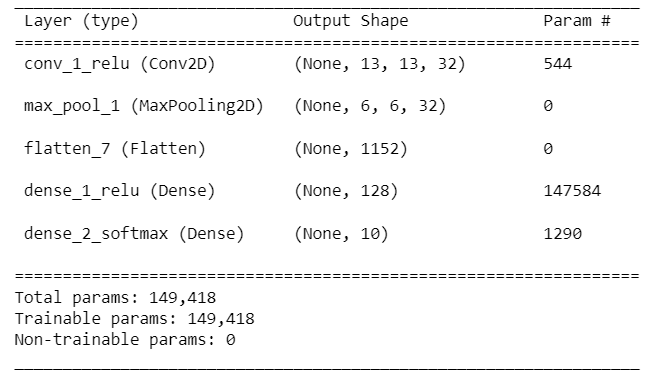 Layer (type) Output Shape Param #
conv_1_relu (Conv2D) (None, 13, 13, 32) 544
max_pool_1 (MaxPooling2D) (None, 6, 6, 32) 0
flatten_7 (Flatten) (None, 1152) 0
dense_1_relu (Dense) (None, 128) 147584
dense_2_softmax (Dense) (None, 10) 1290
Total params: 149,418
Trainable params: 149,418
Non-trainable params: 0